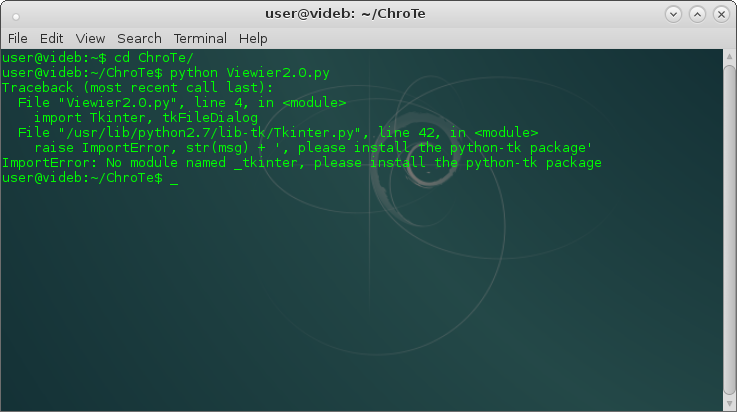 user@videb: ~/ChroTe
File Edit View Search Terminal Help
user@videb:~$ cd ChroTe/
user@videb:~/ChroTe$ python Viewier2.0.py
Traceback (most recent call last):
  File "Viewier2.0.py", line 4, in <module>
    import Tkinter, tkFileDialog
  File "/usr/lib/python2.7/lib-tk/Tkinter.py", line 42, in <module>
    raise ImportError, str(msg) + ', please install the python-tk package'
ImportError: No module named _tkinter, please install the python-tk package
user@videb:~/ChroTe$ _